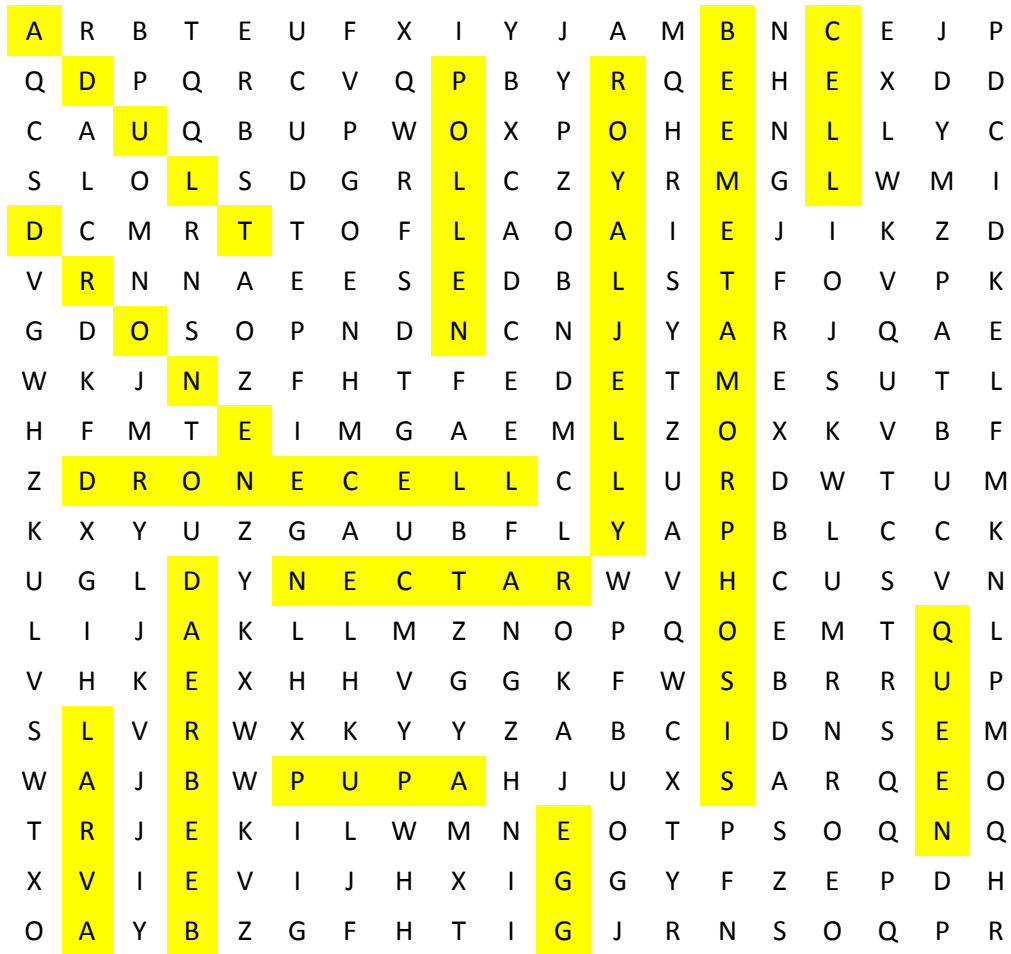 A R B T E U F X I Y J A M B N C E J P
Q D P Q R C V Q P B Y R Q E H E X D D
C A U Q B U P W O X P O H E N L L Y C
S L O L S D G R L C Z Y R M G L W M I
D C M R T T O F L A O A I E J I K Z D
V R N N A E E S E D B L S T F O V P K
G D O S O P N D N C N J Y A R J Q A E
W K J N Z F H T F E D E T M E S U T L
H F M T E I M G A E M L Z O X K V B F
Z D R O N E C E L L C L U R D W T U M
K X Y U Z G A U B F L Y A P B L C C K
U G L D Y N E C T A R W V H C U S V N
L I J A K L L M Z N O P Q O E M T Q L
V H K E X H H V G G K F W S B R R U P
S L V R W X K Y Y Z A B C I D N S E M
W A J B W P U P A H J U X S A R Q E O
T R J E K I L W M N E O T P S O Q N Q
X V I E V I J H X I G G Y F Z E P D H
O A Y B Z G F H T I G J R N S O Q P R